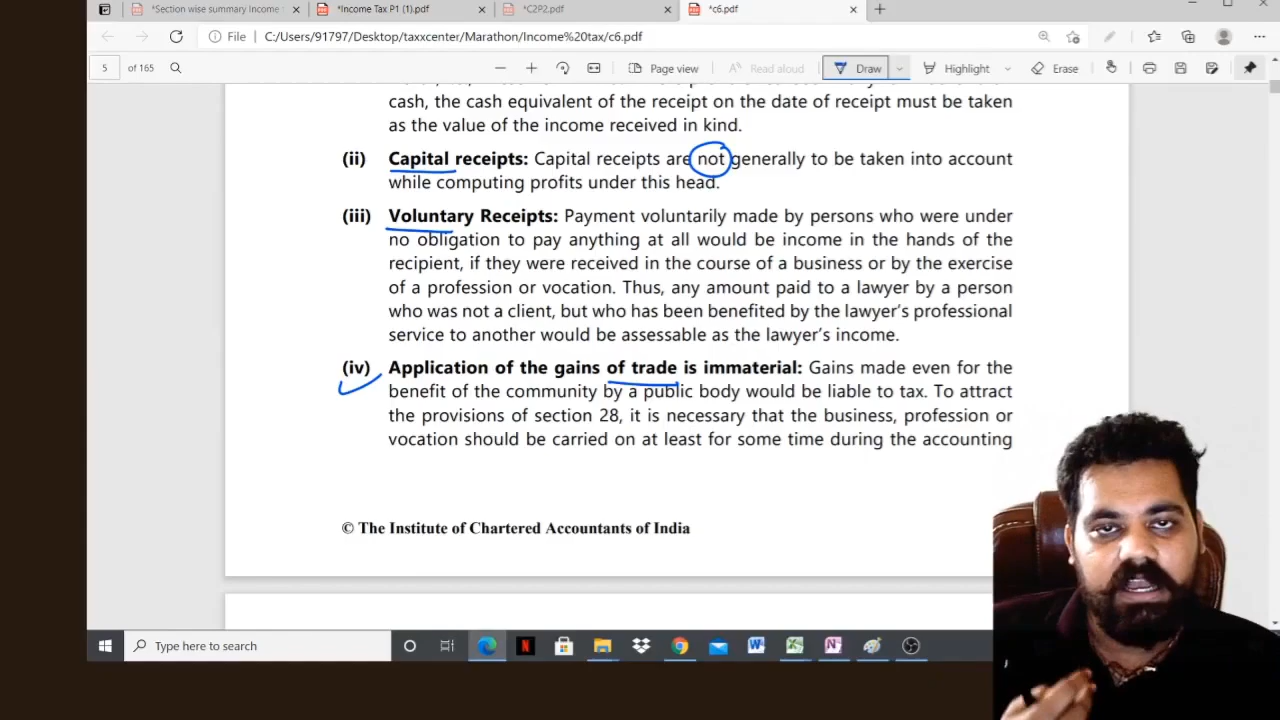 *Section wise summary Income
*Income Tax P1 (1).pdf
*C2P2.pdf
*c6.pdf
File
C:/Users/91797/Desktop/taxxcenter/Marathon/Income%20tax/c6.pdf
5 of 165
Page view
Read aloud
Draw
Highlight
Erase
cash, the cash equivalent of the receipt on the date of receipt must be taken
as the value of the income received in kind.
(ii) Capital receipts: Capital receipts are not generally to be taken into account
while computing profits under this head.
(iii) Voluntary Receipts: Payment voluntarily made by persons who were under
no obligation to pay anything at all would be income in the hands of the
recipient, if they were received in the course of a business or by the exercise
of a profession or vocation. Thus, any amount paid to a lawyer by a person
who was not a client, but who has been benefited by the lawyer's professional
service to another would be assessable as the lawyer's income.
(iv) Application of the gains of trade is immaterial: Gains made even for the
benefit of the community by a public body would be liable to tax. To attract
the provisions of section 28, it is necessary that the business, profession or
vocation should be carried on at least for some time during the accounting
© The Institute of Chartered Accountants of India
Type here to search